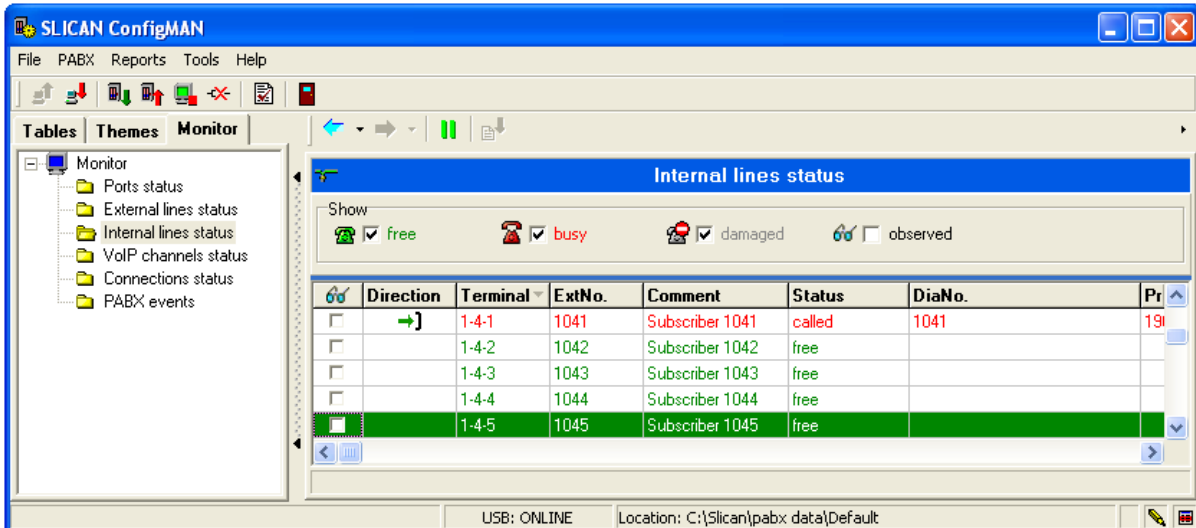 SLICAN ConfigMAN
File PABX Reports Tools Help
Tables Themes Monitor
Monitor
Ports status
External lines status
Internal lines status
VoIP channels status
Connections status
PABX events
Internal lines status
Show
free busy damaged observed
Direction Terminal ExtNo. Comment Status DiaNo. Pr
1-4-1 1041 Subscriber 1041 called 1041
1-4-2 1042 Subscriber 1042 free
1-4-3 1043 Subscriber 1043 free
1-4-4 1044 Subscriber 1044 free
1-4-5 1045 Subscriber 1045 free
USB: ONLINE Location: C:\Slican\pabx data\Default